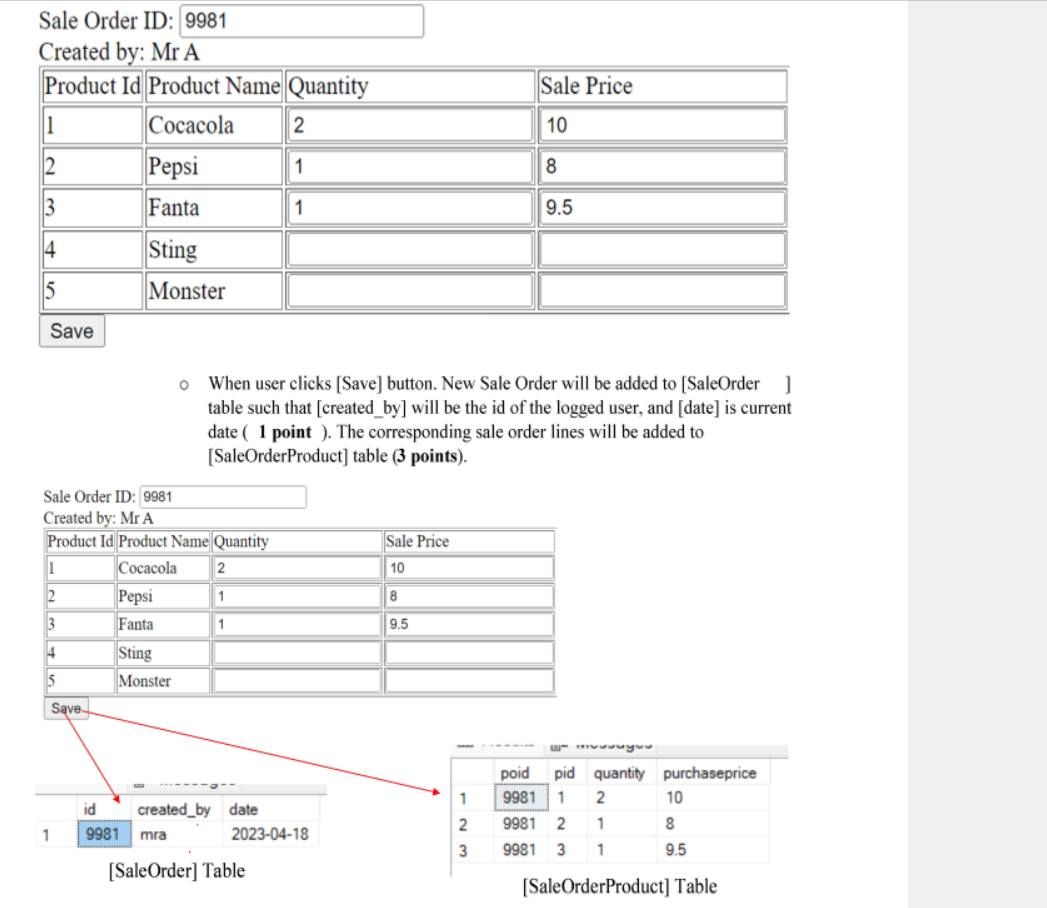 Sale Order ID: 9981
Created by: Mr A
Product Id Product Name Quantity Sale Price
1 Cocacola 2 10
2 Pepsi 1 8
3 Fanta 1 9.5
4 Sting
5 Monster
Save
o When user clicks [Save] button. New Sale Order will be added to [SaleOrder ]
table such that [created_by] will be the id of the logged user, and [date] is current
date ( 1 point ). The corresponding sale order lines will be added to
[SaleOrderProduct] table (3 points).
Sale Order ID: 9981
Created by: Mr A
Product Id Product Name Quantity Sale Price
1 Cocacola 2 10
2 Pepsi 1 8
3 Fanta 1 9.5
4 Sting
5 Monster
Save
id created_by date
1 9981 mra 2023-04-18
[SaleOrder] Table
Messages
poid pid quantity purchaseprice
1 9981 1 2 10
2 9981 2 1 8
3 9981 3 1 9.5
[SaleOrderProduct] Table